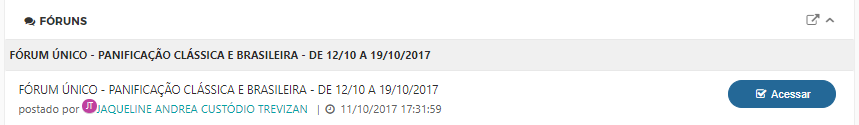 FÓRUNS
FÓRUM ÚNICO - PANIFICAÇÃO CLÁSSICA E BRASILEIRA - DE 12/10 A 19/10/2017
FÓRUM ÚNICO - PANIFICAÇÃO CLÁSSICA E BRASILEIRA - DE 12/10 A 19/10/2017
Acessar
postado por JT JAQUELINE ANDREA CUSTÓDIO TREVIZAN | 11/10/2017 17:31:59